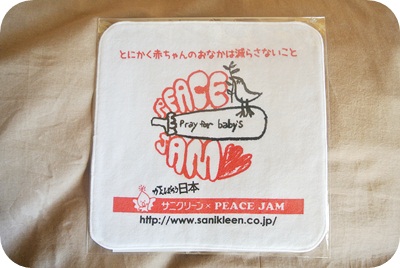 とにかく赤ちゃんのおなかは減らさないこと
PEACE
Pray for baby's
JAM
がんばろう日本
サニクリーン×PEACE JAM
http://www.sanikleen.co.jp/